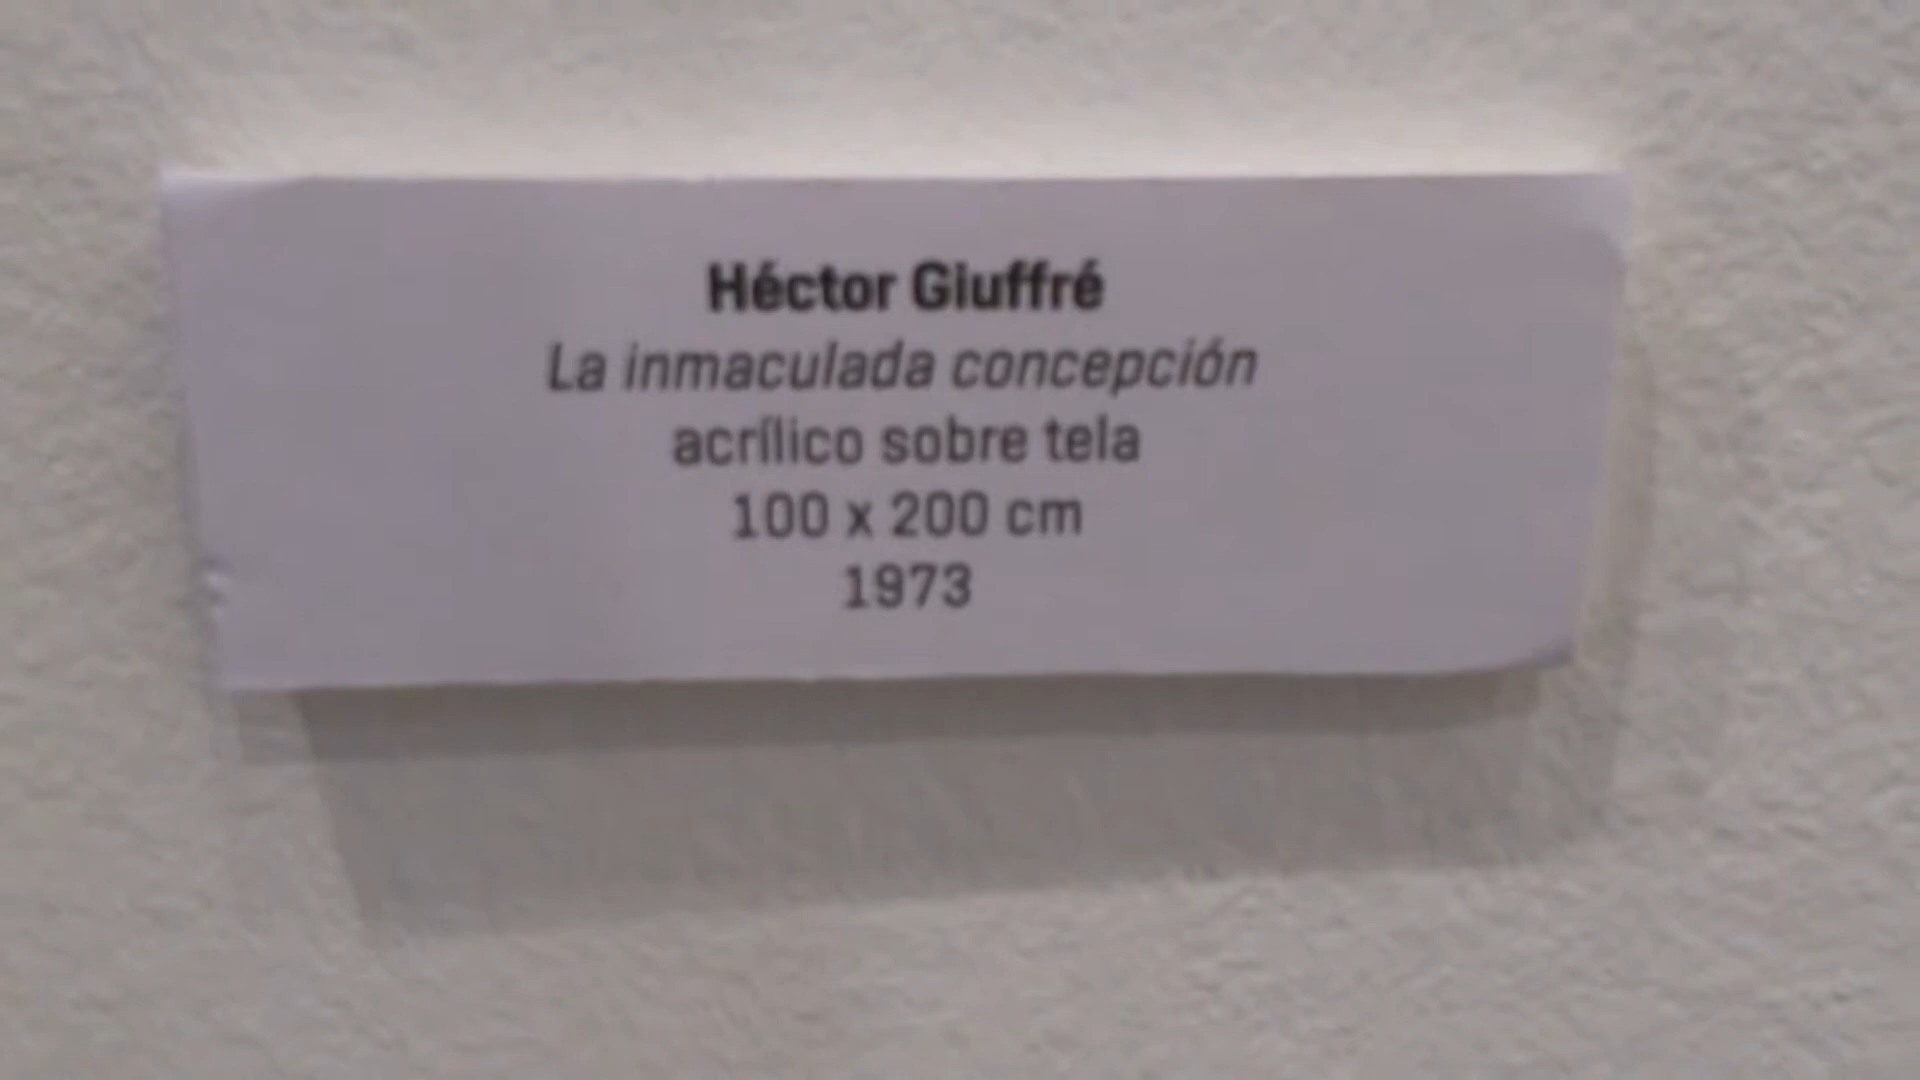 Héctor Giuffré
La inmaculada concepción
acrílico sobre tela
100 x 200 cm
1973